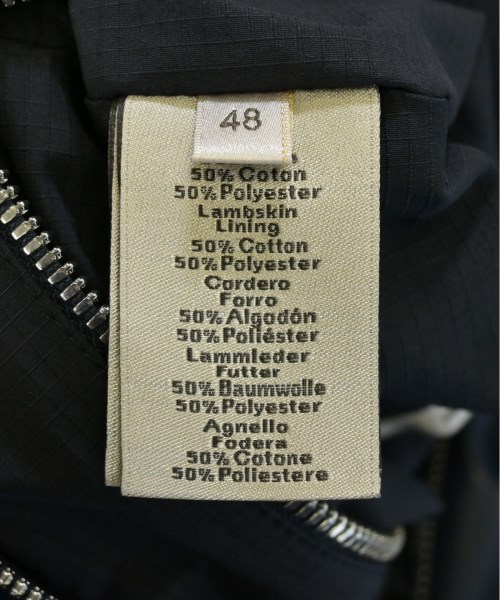 48
50% Coton
50% Polyester
Lambskin
Lining
50% Cotton
50% Polyester
Cordero
Forro
50% Algodón
50% Poliéster
Lammleder
Futter
50% Baumwolle
50% Polyester
Agnello
Fodera
50% Cotone
50% Poliestere